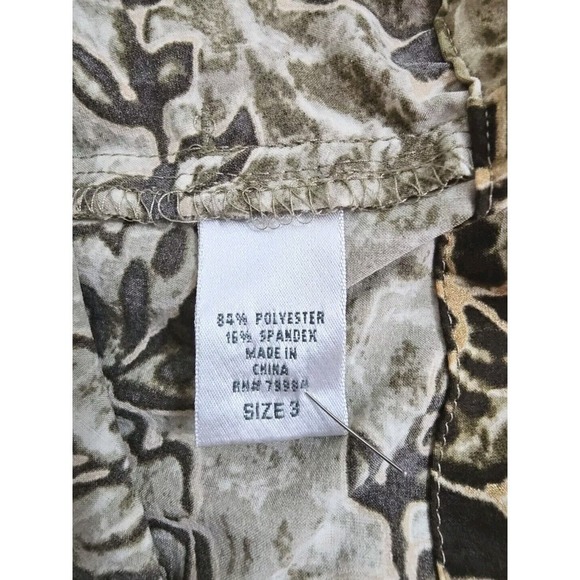 84% POLYESTER
16% SPANDEX
MADE IN
CHINA
RN# 79984
SIZE 3